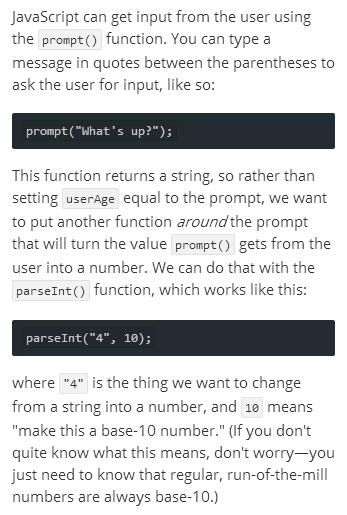 JavaScript can get input from the user using
the prompt() function. You can type a
message in quotes between the parentheses to
ask the user for input, like so:
prompt("What's up?");
This function returns a string, so rather than
setting userAge equal to the prompt, we want
to put another function around the prompt
that will turn the value prompt() gets from the
user into a number. We can do that with the
parseInt() function, which works like this:
parseInt("4", 10);
where "4" is the thing we want to change
from a string into a number, and 10 means
"make this a base-10 number." (If you don't
quite know what this means, don't worry—you
just need to know that regular, run-of-the-mill
numbers are always base-10.)